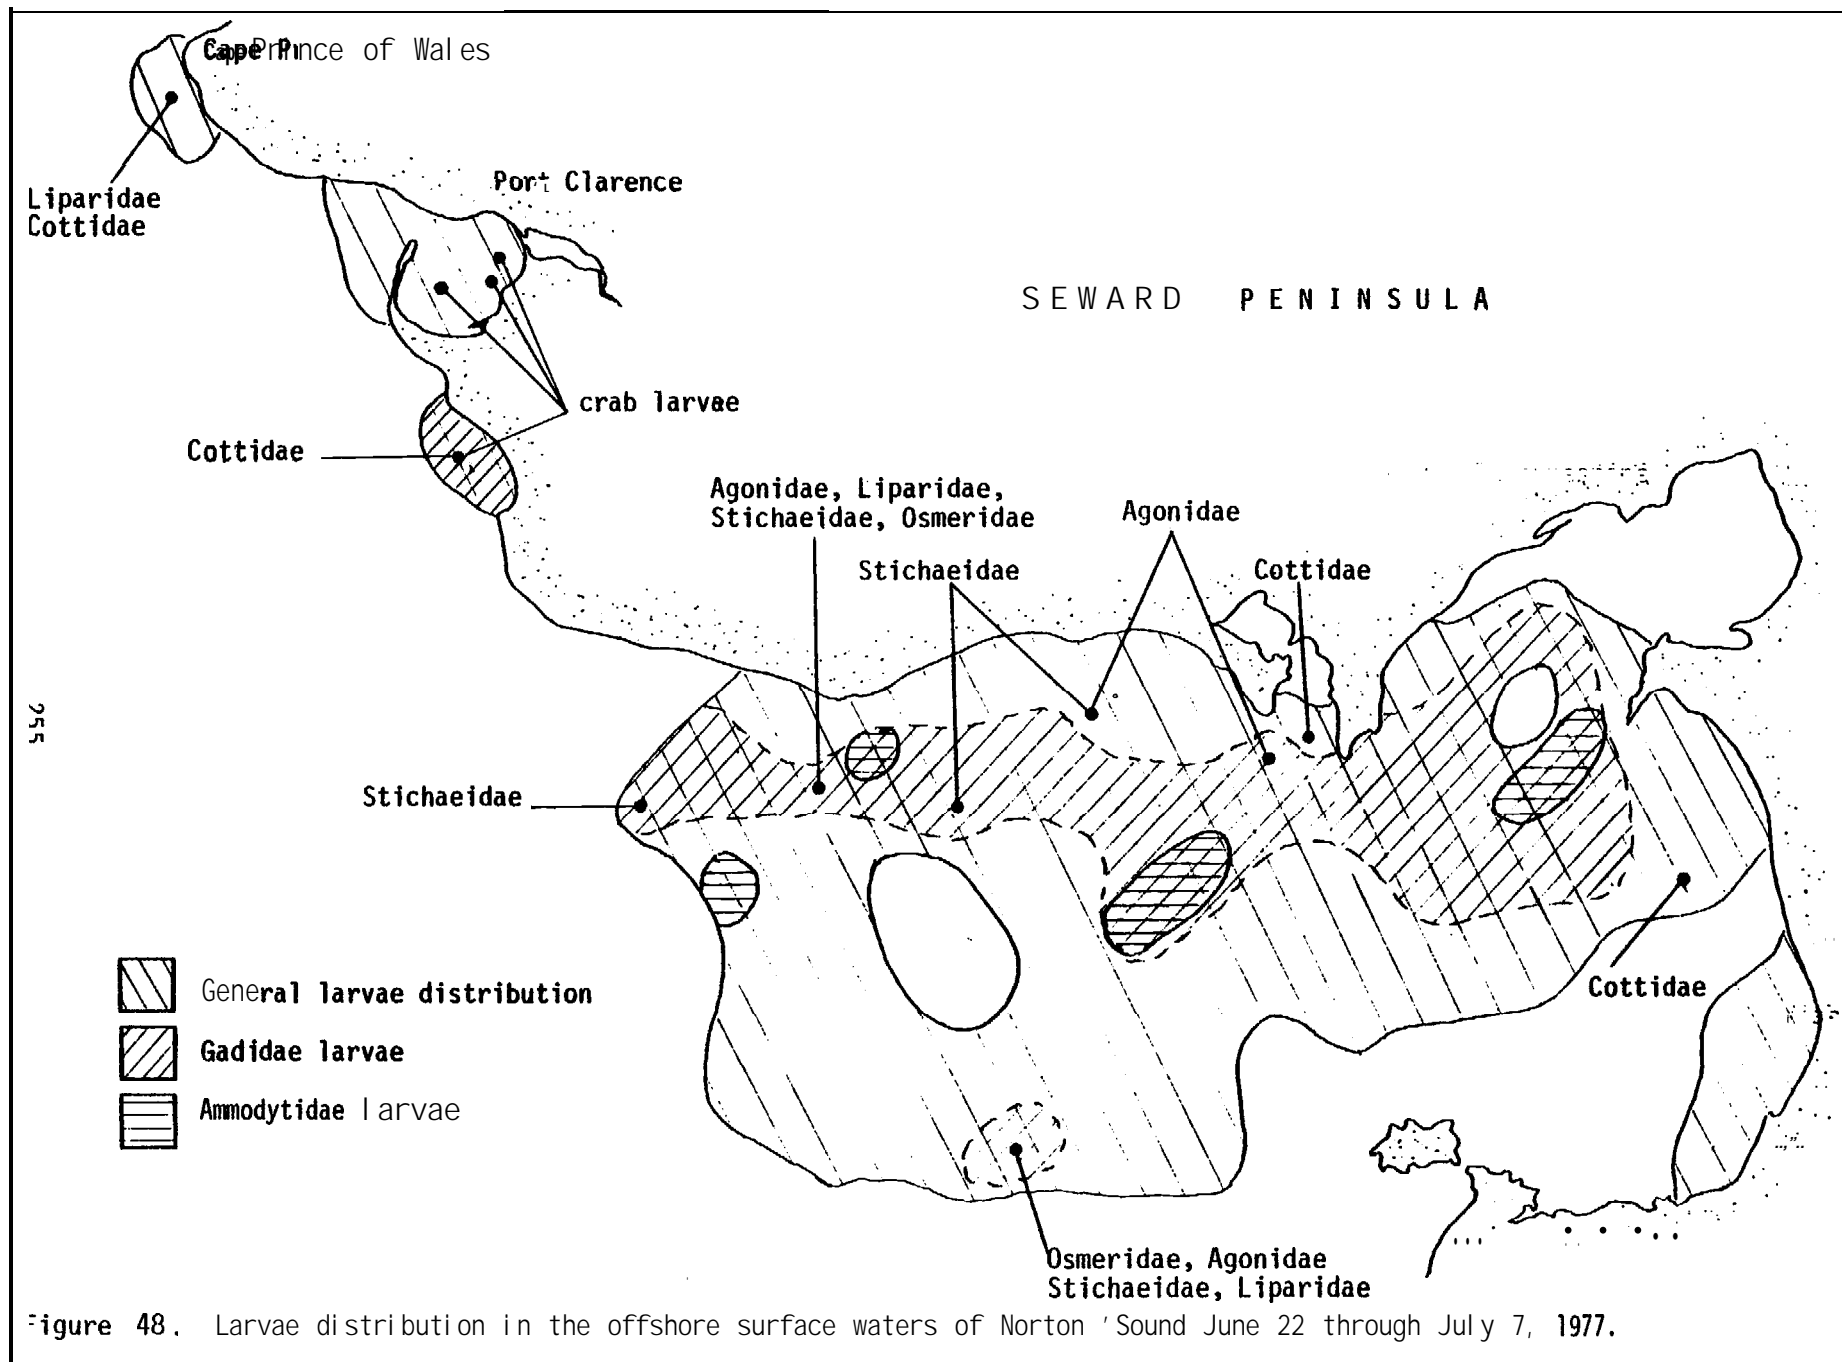 Cape Prince of Wales
Liparidae
Cottidae
Port Clarence
SEWARD PENINSULA
crab larvae
Cottidae
Agonidae, Liparidae,
Stichaeidae, Osmeridae
Agonidae
Stichaeidae
Cottidae
255
Stichaeidae
General larvae distribution
Gadidae larvae
Ammodytidae larvae
Cottidae
Osmeridae, Agonidae
Stichaeidae, Liparidae
Figure 48. Larvae distribution in the offshore surface waters of Norton 'Sound June 22 through July 7, 1977.